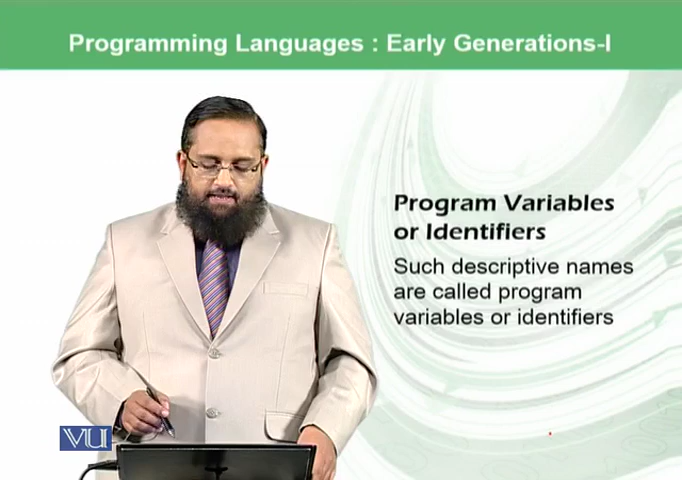 Programming Languages : Early Generations-I
Program Variables
or Identifiers
Such descriptive names
are called program
variables or identifiers
VU